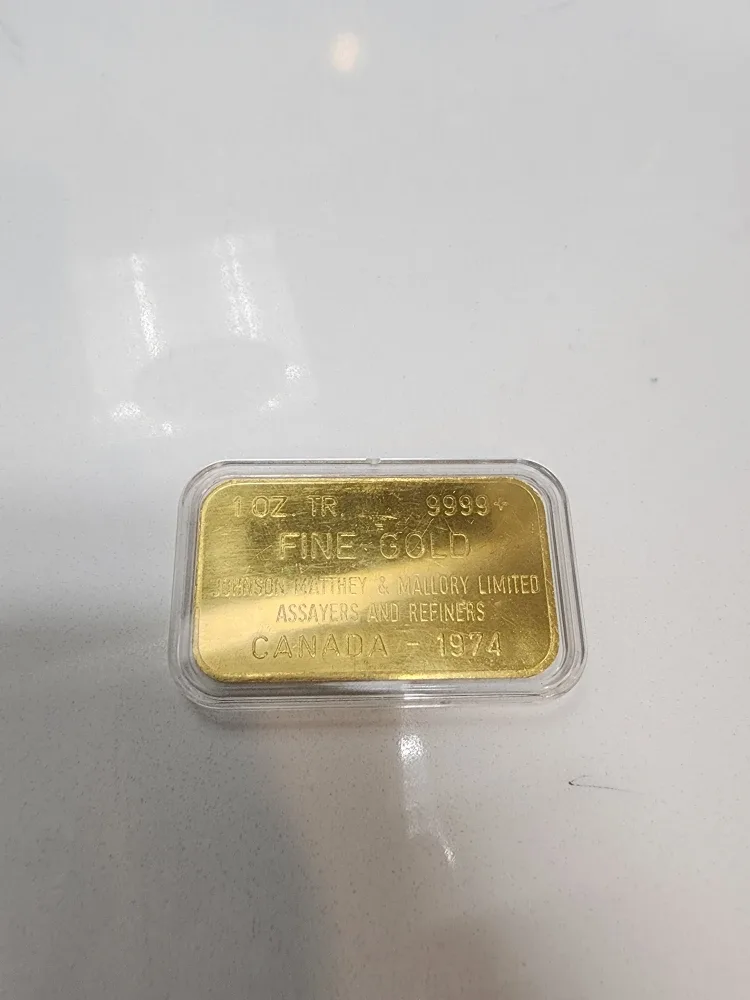 1 OZ. TR. 9999+
FINE GOLD
JOHNSON MATTHEY & MALLORY LIMITED
ASSAYERS AND REFINERS
CANADA - 1974